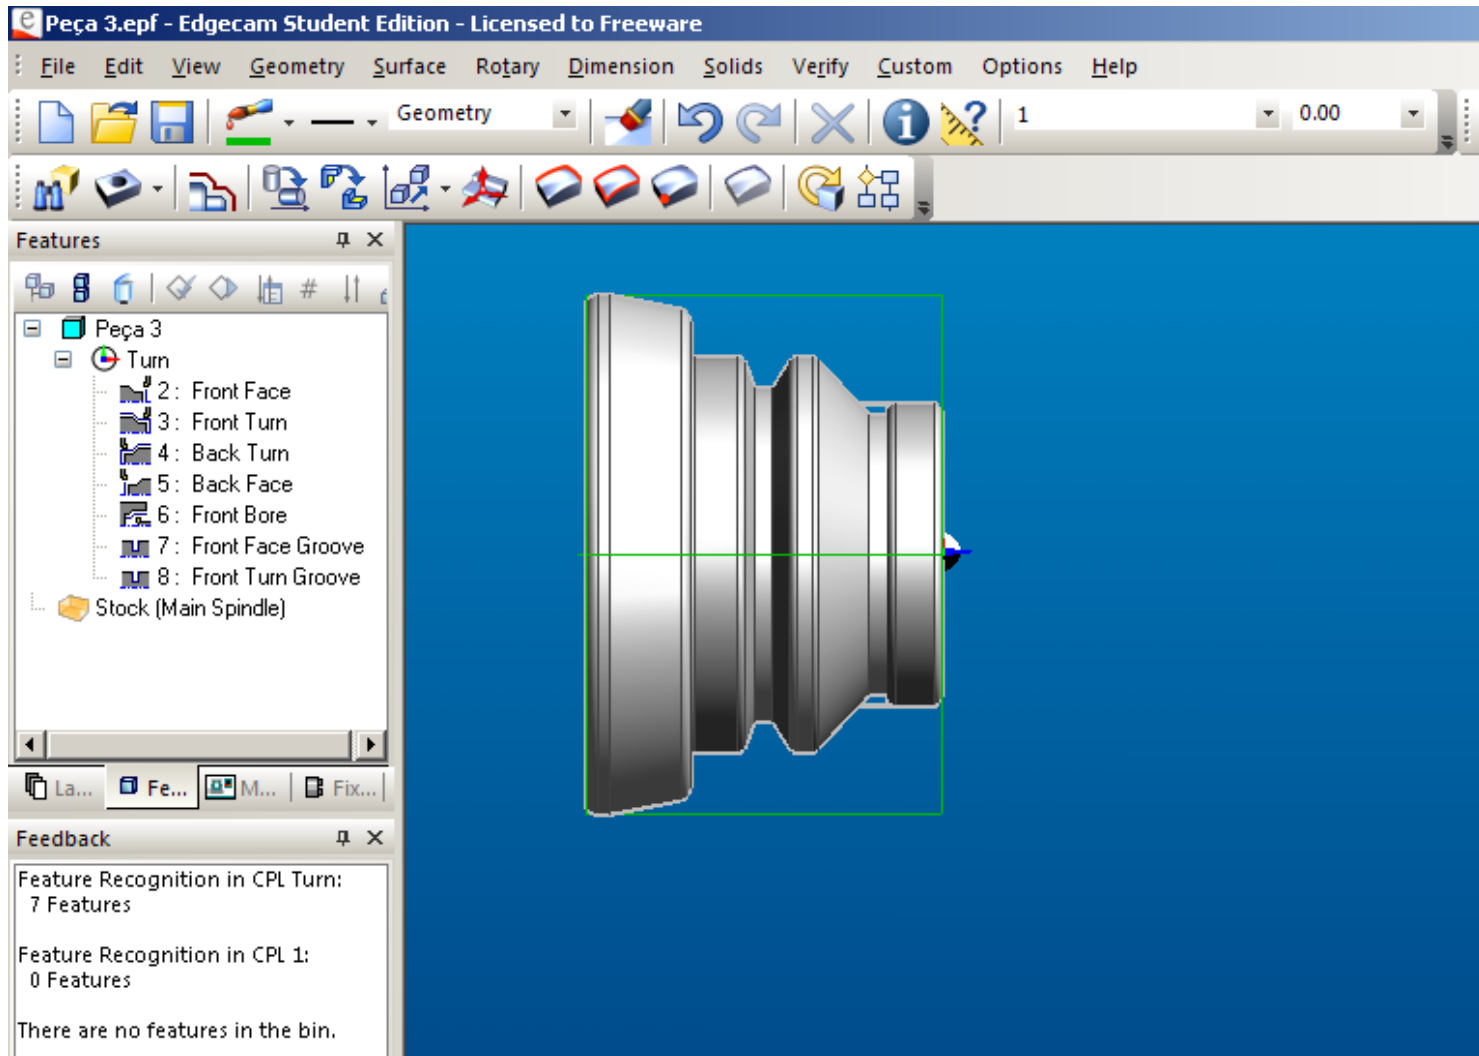 Peça 3.epf - Edgecam Student Edition - Licensed to Freeware
File Edit View Geometry Surface Rotary Dimension Solids Verify Custom Options Help
Geometry 1 0.00
Features
#
Peça 3
Turn
2 : Front Face
3 : Front Turn
4 : Back Turn
5 : Back Face
6 : Front Bore
7 : Front Face Groove
8 : Front Turn Groove
Stock (Main Spindle)
La... Fe... M... Fix...
Feedback
Feature Recognition in CPL Turn:
7 Features
Feature Recognition in CPL 1:
0 Features
There are no features in the bin.